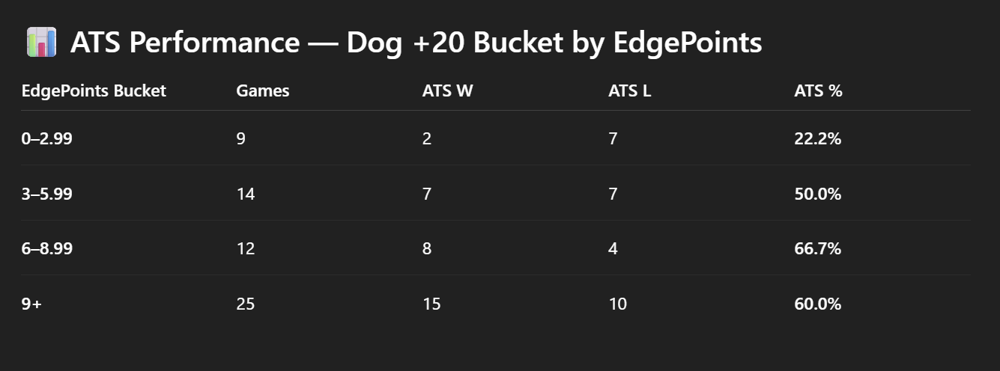 📊 ATS Performance — Dog +20 Bucket by EdgePoints
EdgePoints Bucket Games ATS W ATS L ATS %
0–2.99 9 2 7 22.2%
3–5.99 14 7 7 50.0%
6–8.99 12 8 4 66.7%
9+ 25 15 10 60.0%